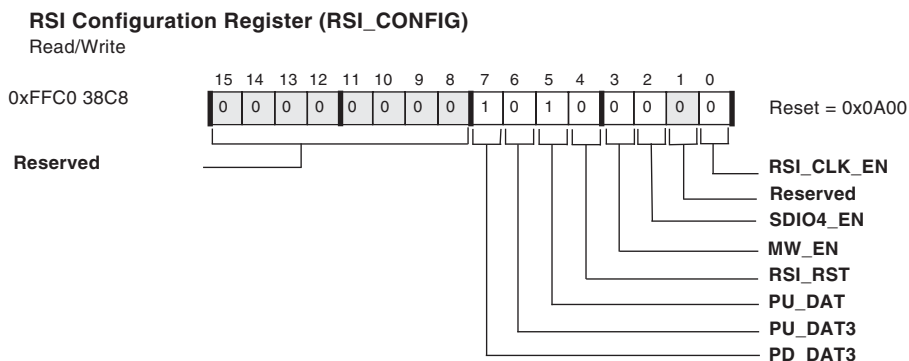 RSI Configuration Register (RSI_CONFIG)
Read/Write
15 14 13 12 11 10 9 8 7 6 5 4 3 2 1 0
0xFFC0 38C8
0 0 0 0 0 0 0 0 1 0 1 0 0 0 0 0
Reset = 0x0A00
Reserved
RSI_CLK_EN
Reserved
SDIO4_EN
MW_EN
RSI_RST
PU_DAT
PU_DAT3
PD_DAT3